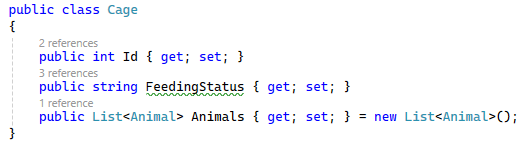 public class Cage
{
2 references
public int Id { get; set; }
3 references
public string FeedingStatus { get; set; }
1 reference
public List<Animal> Animals { get; set; } = new List<Animal>();
}